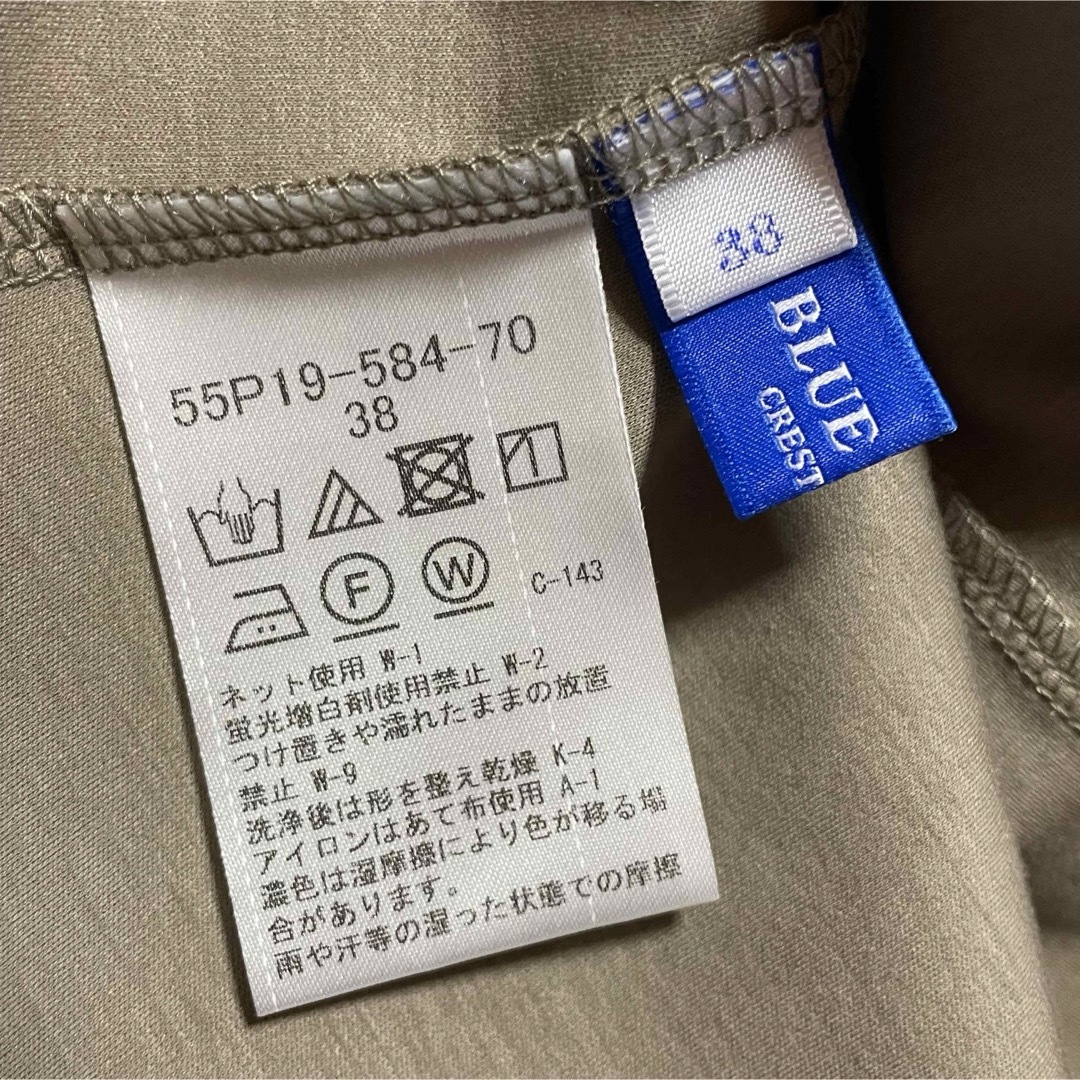 55P19-584-70
38
F
W
C-143
ネット使用 W-1
蛍光増白剤使用禁止 W-2
つけ置きや濡れたままの放置
禁止 W-9
洗浄後は形を整え乾燥 K-4
アイロンはあて布使用 A-1
濃色は湿摩擦により色が移る場
合があります。
雨や汗等の湿った状態での摩擦
38
BLUE
CREST